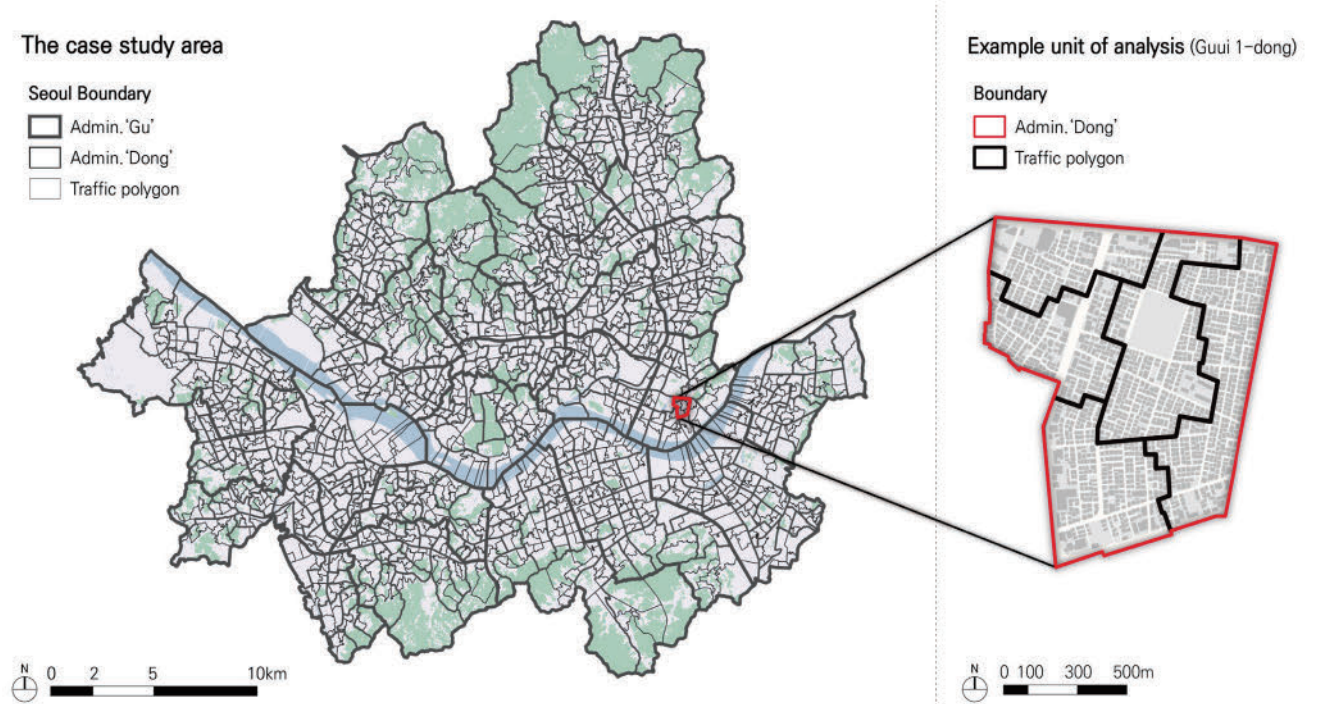 The case study area
Seoul Boundary
Admin. 'Gu'
Admin. 'Dong'
Traffic polygon
N 0 2 5 10km
Example unit of analysis (Guui 1-dong)
Boundary
Admin. 'Dong'
Traffic polygon
N 0 100 300 500m